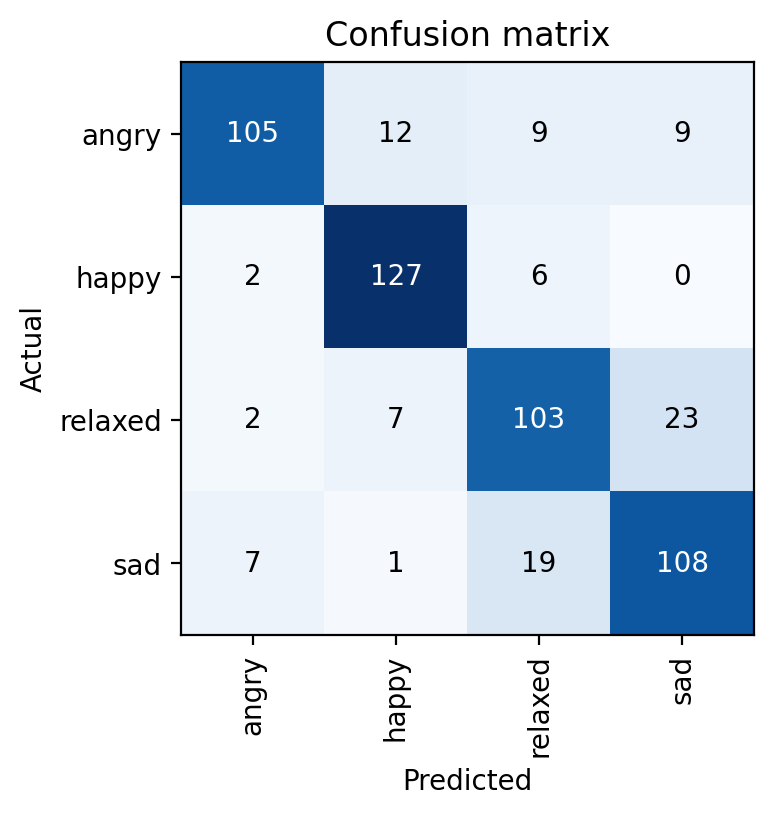 Confusion matrix
angry 105 12 9 9
happy 2 127 6 0
relaxed 2 7 103 23
sad 7 1 19 108
Actual
angry happy relaxed sad
Predicted